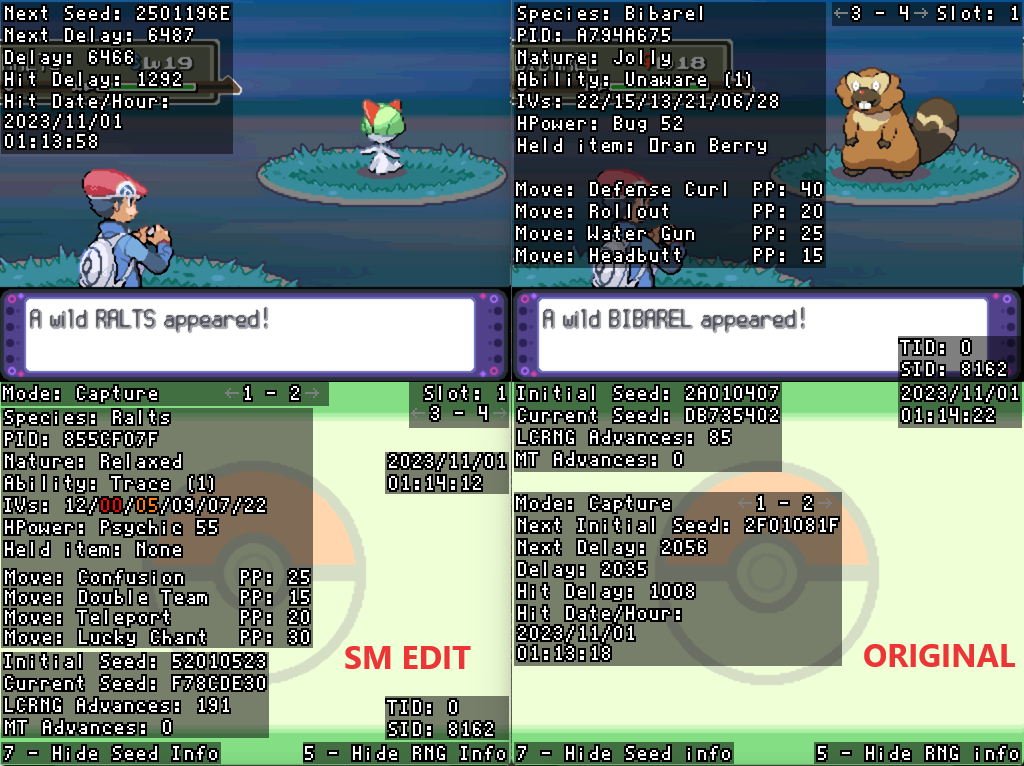 Next Seed: 2501196E
Next Delay: 6487
Delay: 6466
Lv19
Hit Delay: 1292
Hit Date/Hour:
2023/11/01
01:13:58
A wild RALTS appeared!
Mode: Capture
←1 - 2→
Slot: 1
←3 - 4→
Species: Ralts
PID: 855CF07F
Nature: Relaxed
Ability: Trace (1)
IVs: 12/00/05/09/07/22
HPower: Psychic 55
Held item: None
2023/11/01
01:14:12
Move: Confusion PP: 25
Move: Double Team PP: 15
Move: Teleport PP: 20
Move: Lucky Chant PP: 30
Initial Seed: 52010523
Current Seed: F78CDE30
LCRNG Advances: 191
MT Advances: 0
SM EDIT
TID: 0
SID: 8162
7 - Hide Seed Info
5 - Hide RNG Info
Species: Bibarel
←3 - 4→ Slot: 1
PID: A794A675
Nature: Jolly
18
Ability: Unaware (1)
IVs: 22/15/13/21/06/28
HPower: Bug 52
Held item: Oran Berry
Move: Defense Curl PP: 40
Move: Rollout PP: 20
Move: Water Gun PP: 25
Move: Headbutt PP: 15
A wild BIBAREL appeared!
TID: 0
SID: 8162
2023/11/01
01:14:22
Initial Seed: 2A010407
Current Seed: DB735402
LCRNG Advances: 85
MT Advances: 0
Mode: Capture
←1 - 2→
Next Initial Seed: 2F01081F
Next Delay: 2056
Delay: 2035
Hit Delay: 1008
Hit Date/Hour:
2023/11/01
01:13:18
ORIGINAL
7 - Hide Seed info
5 - Hide RNG info